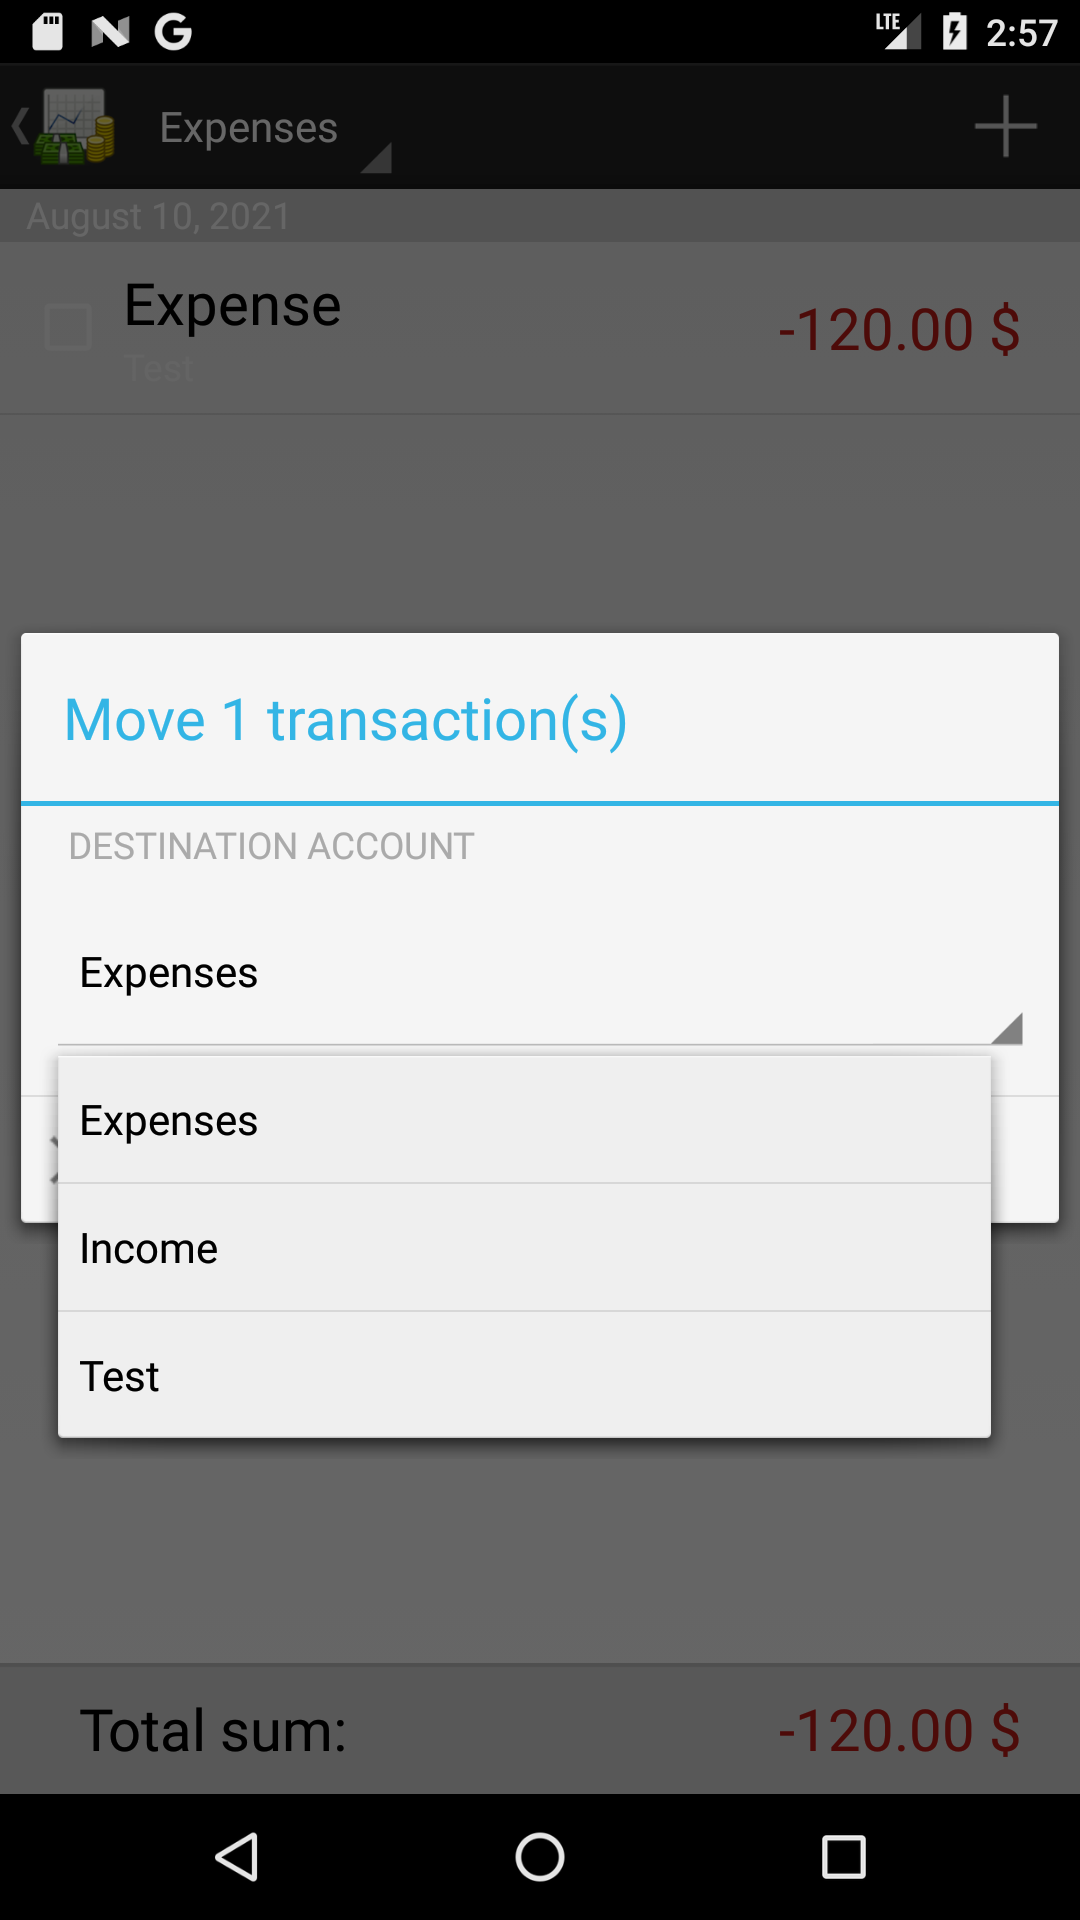 LTE 2:57
Expenses
August 10, 2021
Expense
-120.00 $
Test
Move 1 transaction(s)
DESTINATION ACCOUNT
Expenses
Expenses
Income
Test
Total sum:
-120.00 $